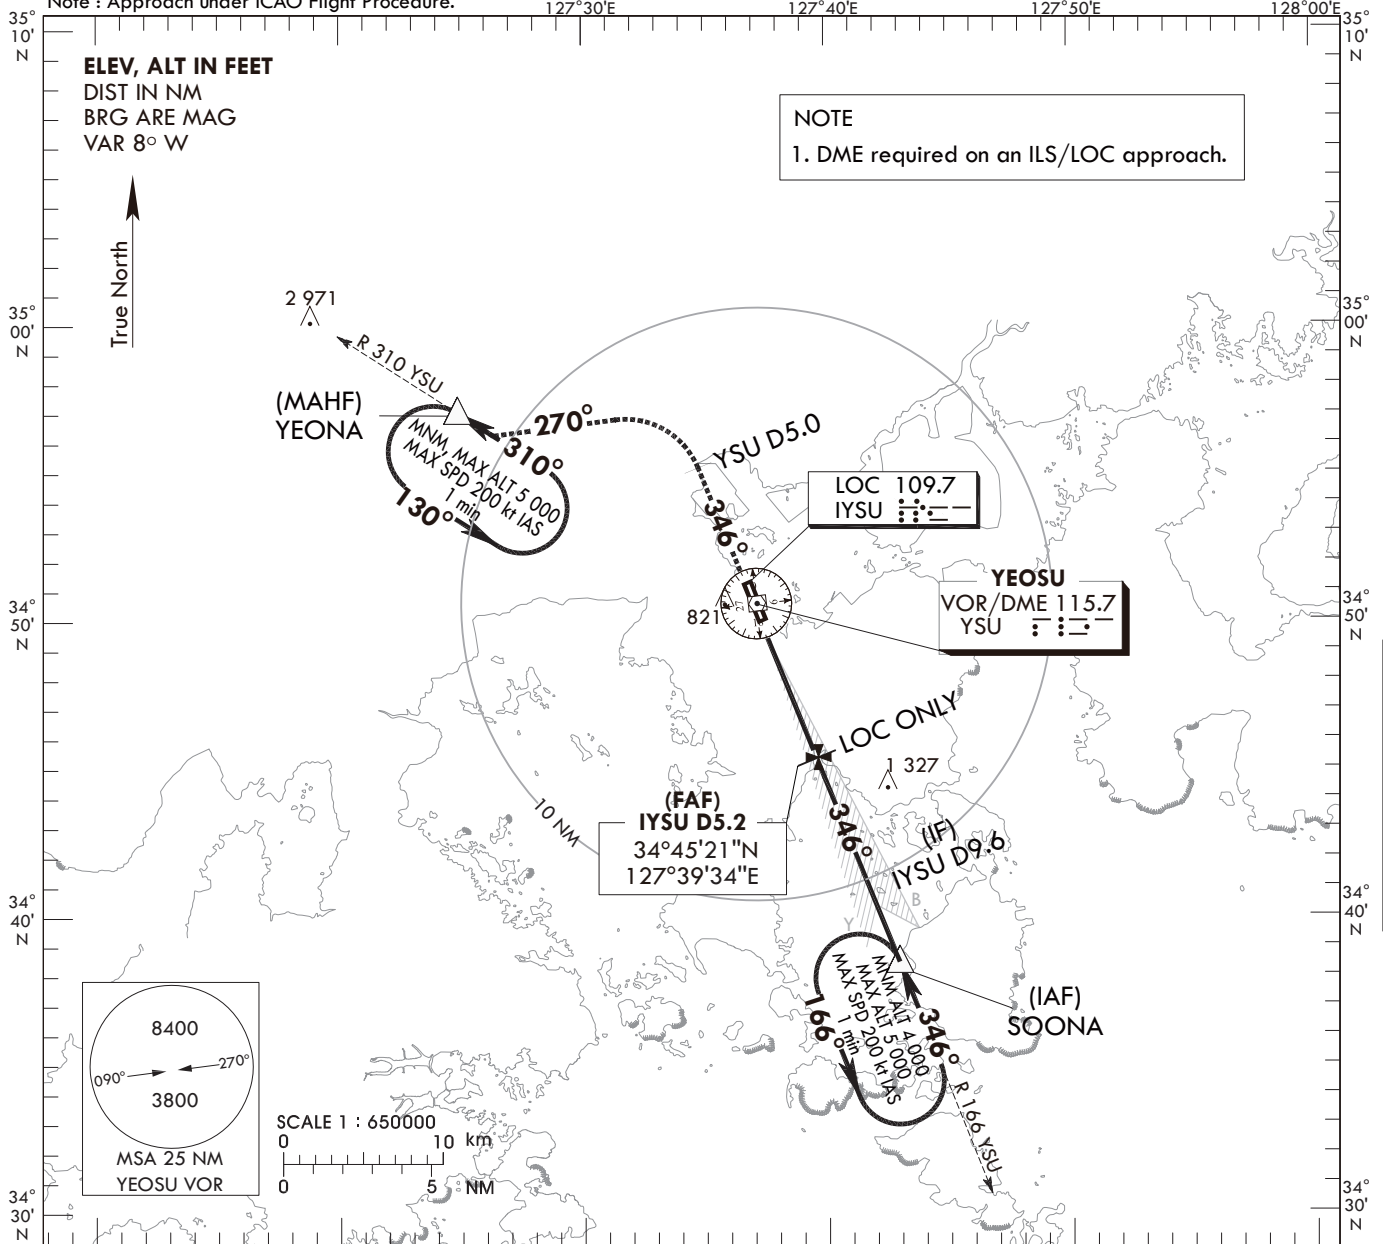 Note : Approach under ICAO Flight Procedure.
127°30'E
127°40'E
127°50'E
128°00'E
35°
10'
N
35°
10'
N
ELEV, ALT IN FEET
DIST IN NM
BRG ARE MAG
VAR 8° W
NOTE
1. DME required on an ILS/LOC approach.
True North
2 971
35°
00'
N
35°
00'
N
R 310 YSU
(MAHF)
YEONA
270°
310°
130°
MNM, MAX ALT 5 000
MAX SPD 200 kt IAS
1 min
YSU D5.0
346°
LOC 109.7
IYSU
YEOSU
VOR/DME 115.7
YSU
821
27
9
34°
50'
N
34°
50'
N
LOC ONLY
1 327
10 NM
(FAF)
IYSU D5.2
34°45'21"N
127°39'34"E
346°
(IF)
IYSU D9.6
B
Y
34°
40'
N
34°
40'
N
(IAF)
SOONA
MNM ALT 4 000
MAX ALT 5 000
MAX SPD 200 kt IAS
1 min
166°
346°
R 166 YSU
8400
090°
270°
3800
MSA 25 NM
YEOSU VOR
SCALE 1 : 650000
0
10 km
0
5 NM
34°
30'
N
34°
30'
N